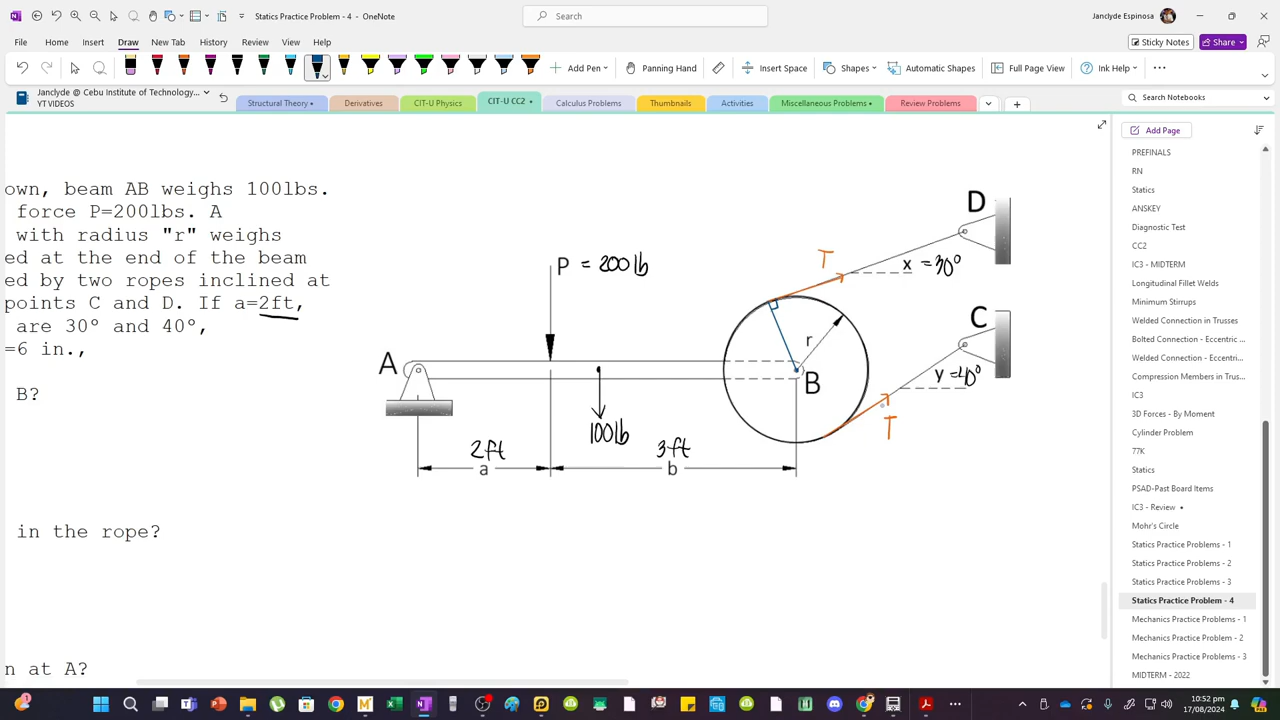 Statics Practice Problem - 4 - OneNote
Search
Janclyde Espinosa
File Home Insert Draw New Tab History Review View Help
Sticky Notes
Share
Add Pen
Panning Hand
Insert Space
Shapes
Automatic Shapes
Full Page View
Ink Help
Janclyde @ Cebu Institute of Technology...
YT VIDEOS
Structural Theory
Derivatives
CIT-U Physics
CIT-U CC2
Calculus Problems
Thumbnails
Activities
Miscellaneous Problems
Review Problems
Search Notebooks
Add Page
own, beam AB weighs 100lbs.
force P=200lbs. A
with radius "r" weighs
ed at the end of the beam
ed by two ropes inclined at
points C and D. If a=2ft,
are 30º and 40º,
=6 in.,
B?
in the rope?
n at A?
P = 200 lb
A
100lb
2ft
a
3ft
b
T
x = 30°
D
r
B
C
y = 40°
T
PREFINALS
RN
Statics
ANSKEY
Diagnostic Test
CC2
IC3 - MIDTERM
Longitudinal Fillet Welds
Minimum Stirrups
Welded Connection in Trusses
Bolted Connection - Eccentric ...
Welded Connection - Eccentric...
Compression Members in Trus...
IC3
3D Forces - By Moment
Cylinder Problem
77K
Statics
PSAD-Past Board Items
IC3 - Review
Mohr's Circle
Statics Practice Problems - 1
Statics Practice Problems - 2
Statics Practice Problems - 3
Statics Practice Problem - 4
Mechanics Practice Problems - 1
Mechanics Practice Problem - 2
Mechanics Practice Problem - 3
MIDTERM - 2022
10:52 pm
17/08/2024